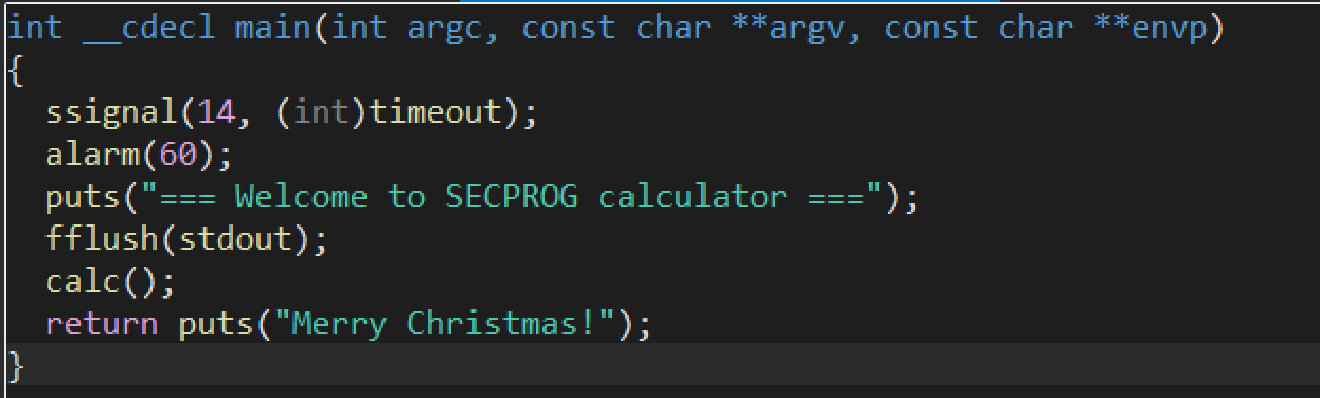 int __cdecl main(int argc, const char **argv, const char **envp)
{
  ssignal(14, (int)timeout);
  alarm(60);
  puts("=== Welcome to SECPROG calculator ===");
  fflush(stdout);
  calc();
  return puts("Merry Christmas!");
}